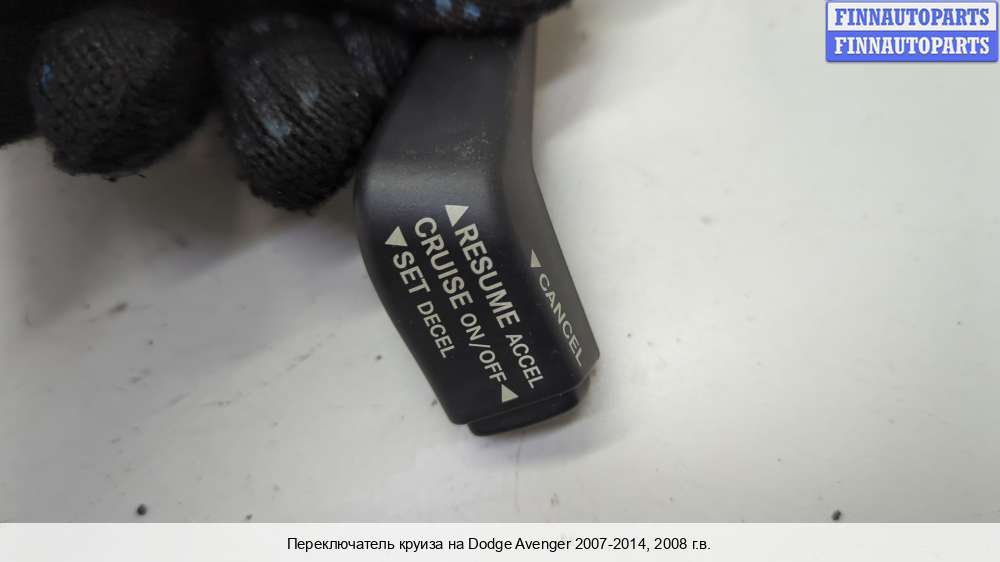 FINNAUTOPARTS
FINNAUTOPARTS
▲RESUME ACCEL
CRUISE ON/OFF▶
▼SET DECEL
◀CANCEL
Переключатель круиза на Dodge Avenger 2007-2014, 2008 г.в.